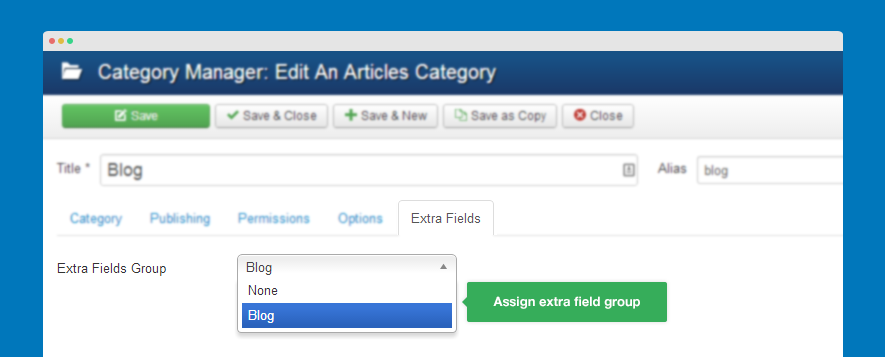 Category Manager: Edit An Articles Category
Save Save & Close Save & New Save as Copy Close
Title * Blog Alias blog
Category Publishing Permissions Options Extra Fields
Extra Fields Group Blog
None
Blog Assign extra field group